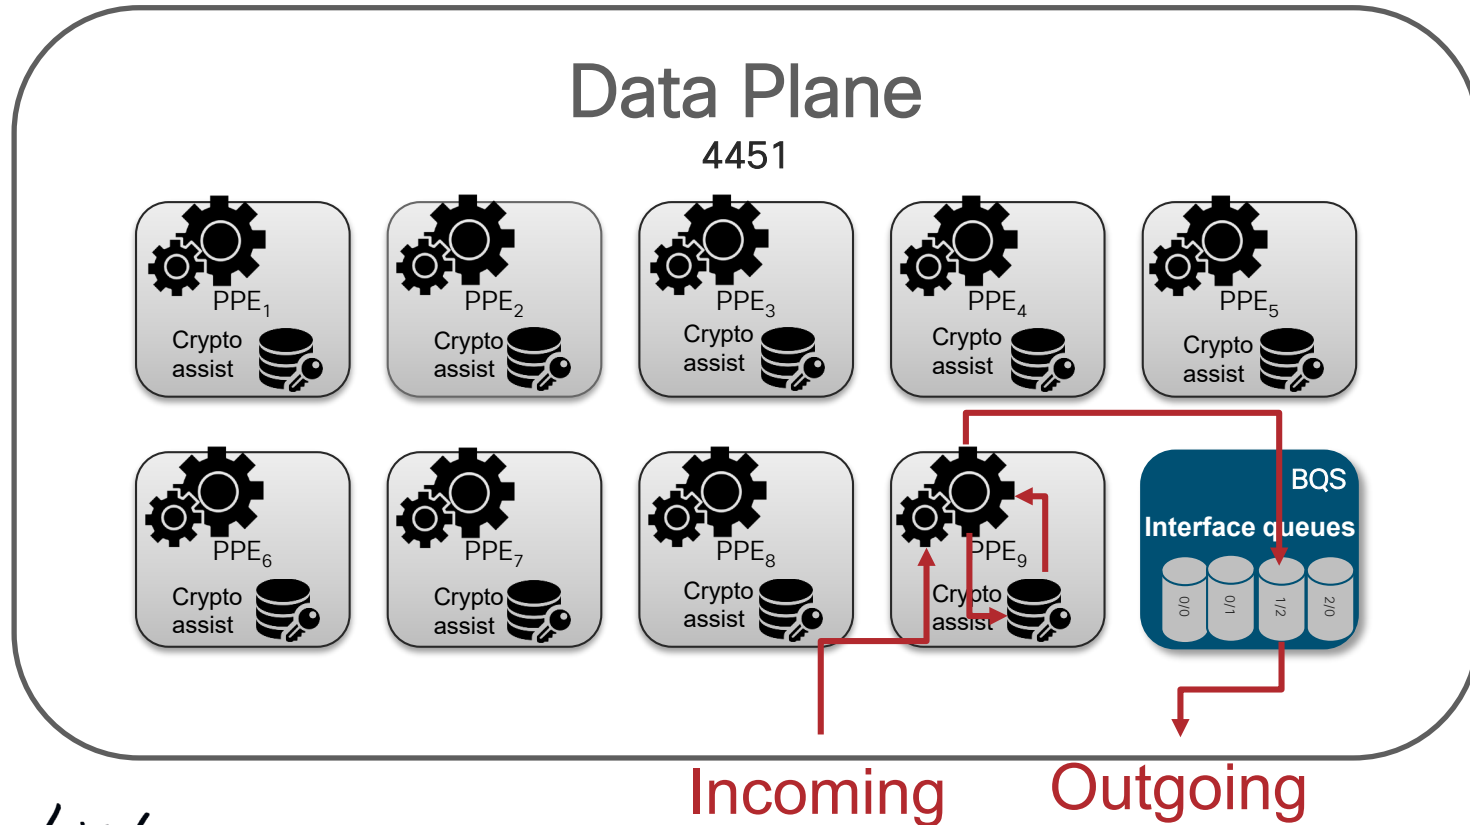 Data Plane
4451
PPE1
Crypto
assist
PPE2
Crypto
assist
PPE3
Crypto
assist
PPE4
Crypto
assist
PPE5
Crypto
assist
PPE6
Crypto
assist
PPE7
Crypto
assist
PPE8
Crypto
assist
PPE9
Crypto
assist
BQS
Interface queues
0/0
0/1
1/2
2/0
Incoming
Outgoing